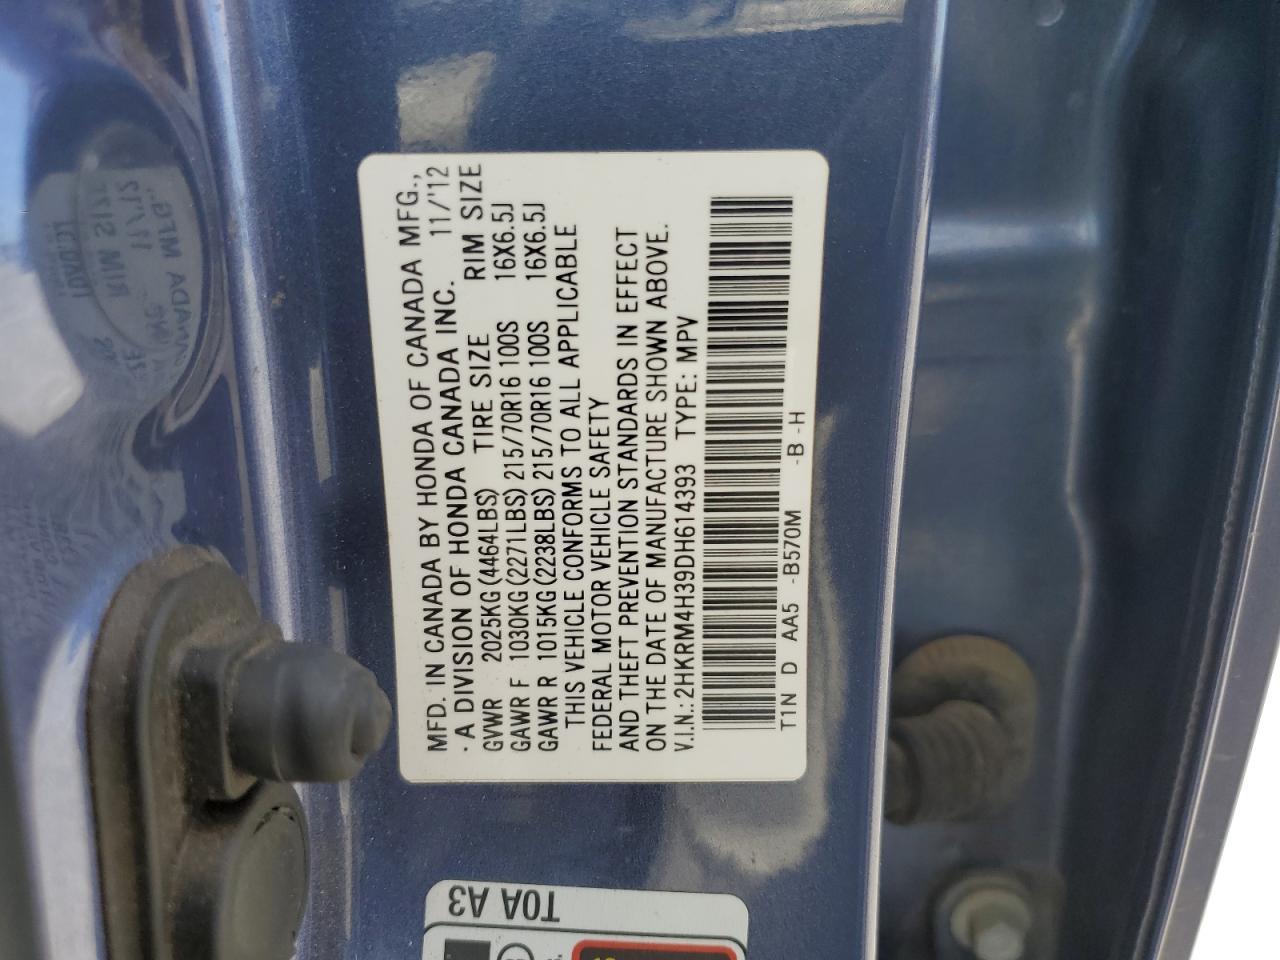 MFD. IN CANADA BY HONDA OF CANADA MFG.,
· A DIVISION OF HONDA CANADA INC. 11/'12
GVWR 2025KG(4464LBS) TIRE SIZE RIM SIZE
GAWR F 1030KG(2271LBS) 215/70R16 100S 16X6.5J
GAWR R 1015KG(2238LBS) 215/70R16 100S 16X6.5J
THIS VEHICLE CONFORMS TO ALL APPLICABLE
FEDERAL MOTOR VEHICLE SAFETY
AND THEFT PREVENTION STANDARDS IN EFFECT
ON THE DATE OF MANUFACTURE SHOWN ABOVE.
V.I.N.: 2HKRM4H39DH614393 TYPE: MPV
T1N D AA5 -B570M -B -H
T0A A3